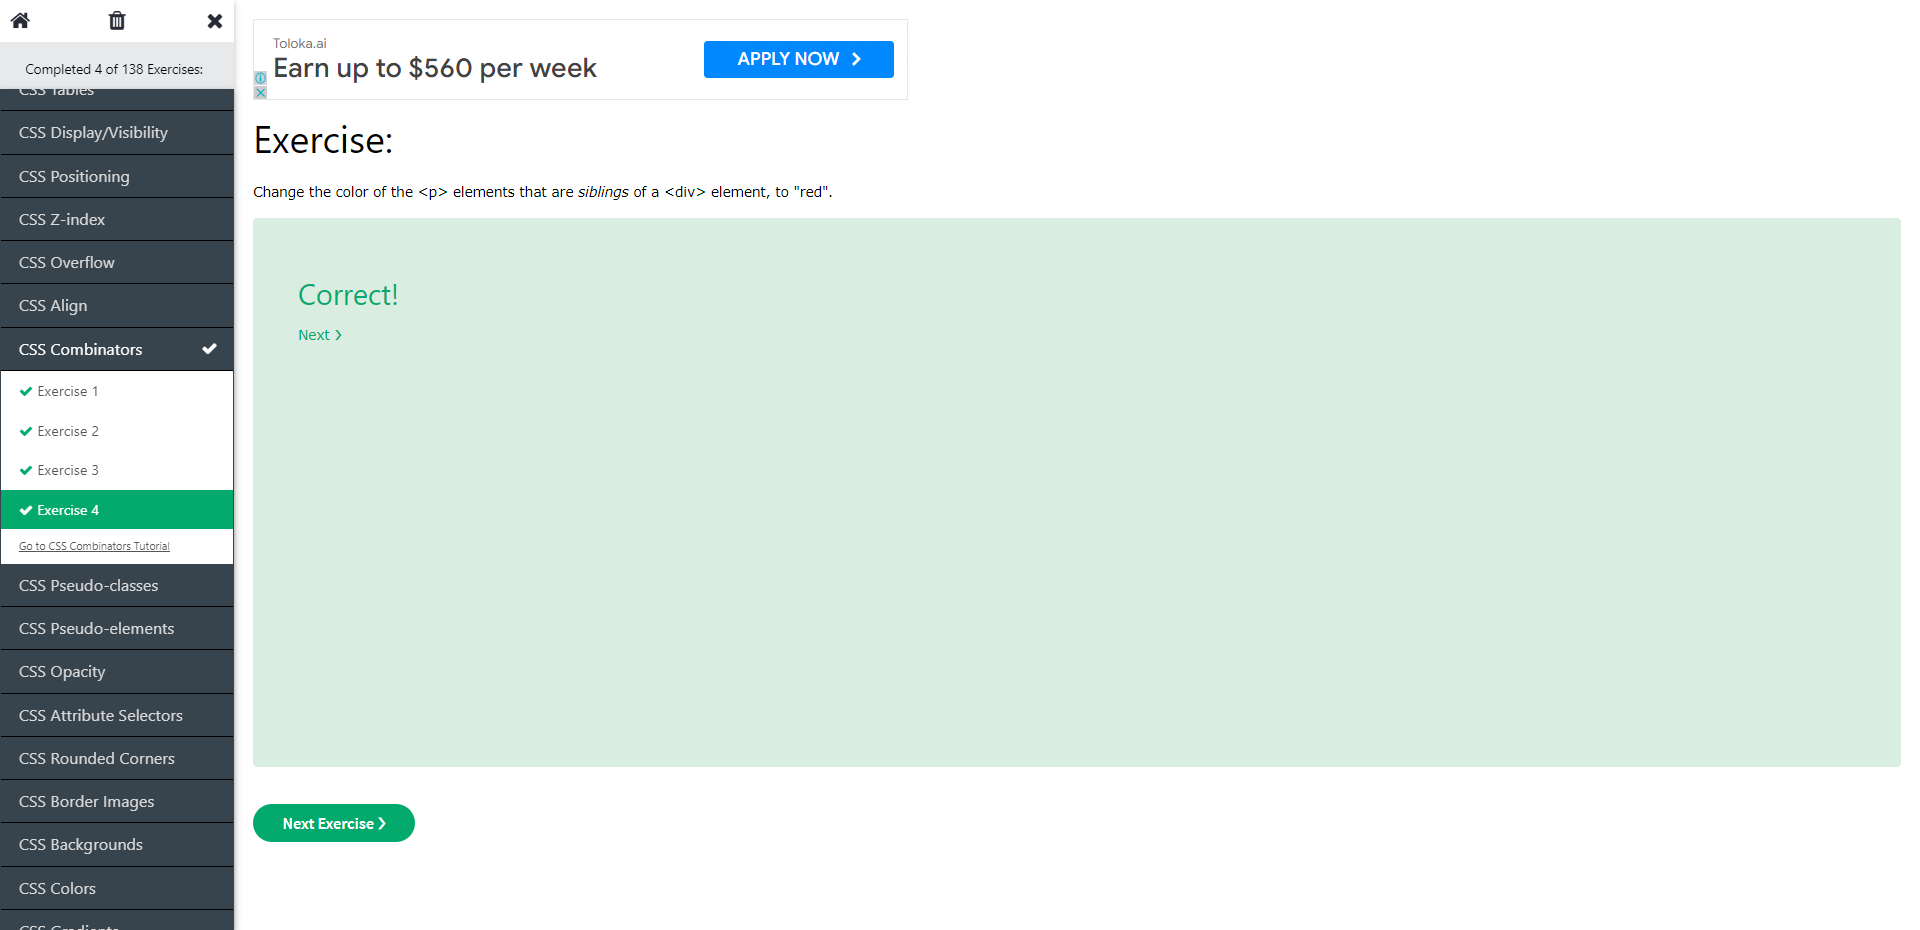 Completed 4 of 138 Exercises:
CSS Tables
CSS Display/Visibility
CSS Positioning
CSS Z-index
CSS Overflow
CSS Align
CSS Combinators
Exercise 1
Exercise 2
Exercise 3
Exercise 4
Go to CSS Combinators Tutorial
CSS Pseudo-classes
CSS Pseudo-elements
CSS Opacity
CSS Attribute Selectors
CSS Rounded Corners
CSS Border Images
CSS Backgrounds
CSS Colors
CSS Gradients
Toloka.ai
Earn up to $560 per week
APPLY NOW
Exercise:
Change the color of the <p> elements that are siblings of a <div> element, to "red".
Correct!
Next ❯
Next Exercise ❯